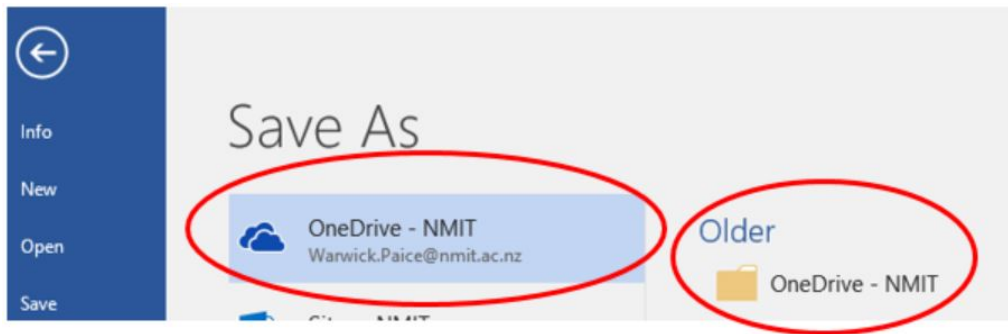 Info
New
Open
Save
Save As
OneDrive - NMIT
Warwick.Paice@nmit.ac.nz
Older
OneDrive - NMIT